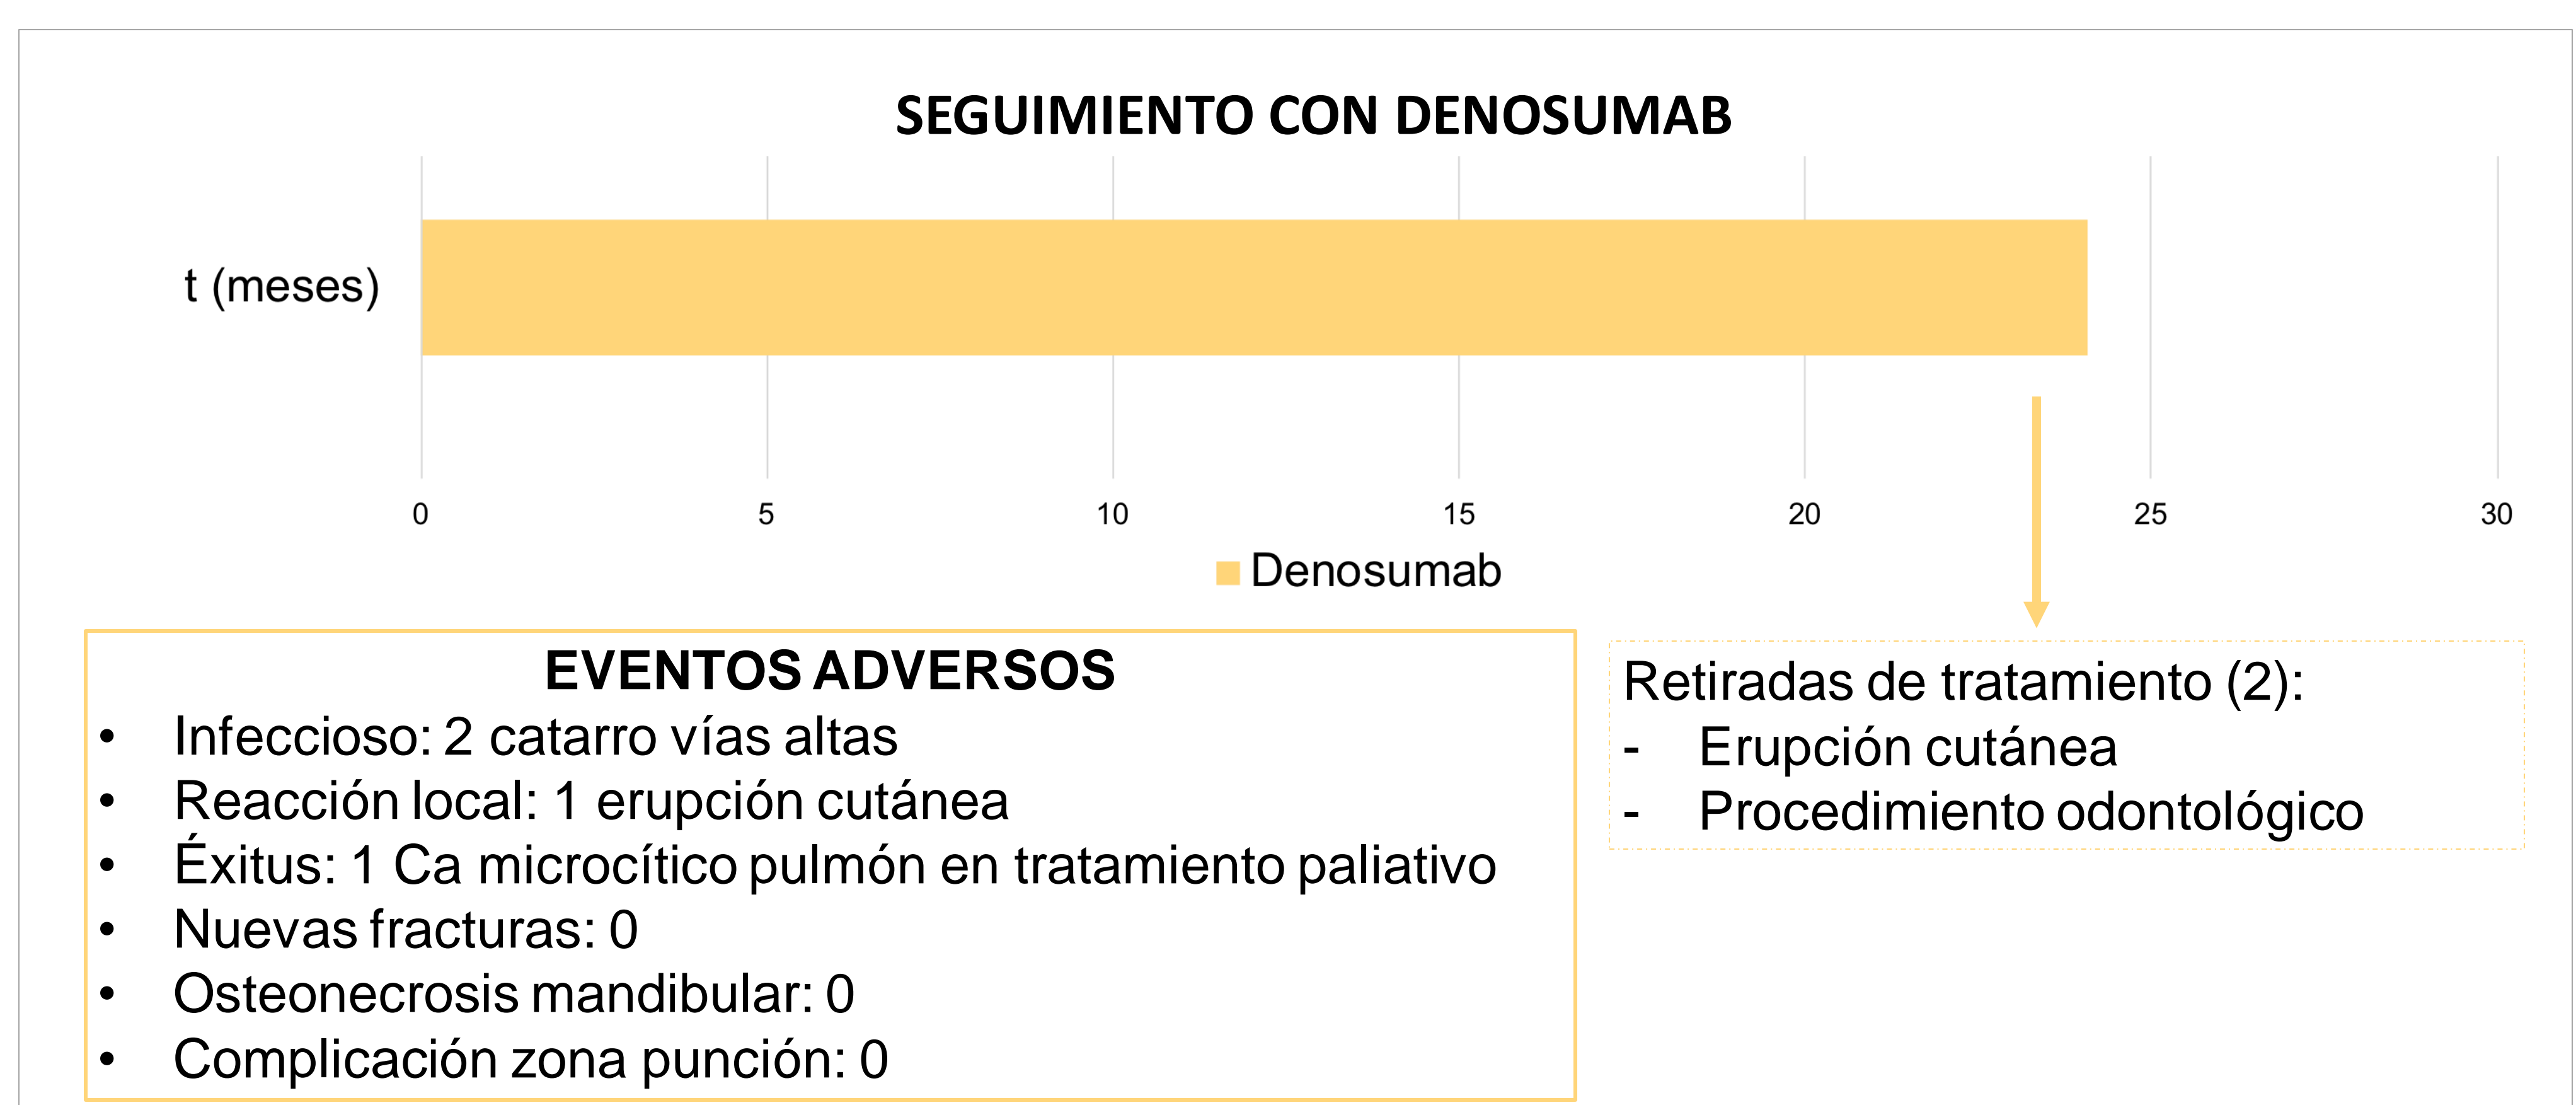 SEGUIMIENTO CON DENOSUMAB
t (meses)
0 5 10 15 20 25 30
Denosumab
EVENTOS ADVERSOS
• Infeccioso: 2 catarro vías altas
• Reacción local: 1 erupción cutánea
• Éxitus: 1 Ca microcítico pulmón en tratamiento paliativo
• Nuevas fracturas: 0
• Osteonecrosis mandibular: 0
• Complicación zona punción: 0
Retiradas de tratamiento (2):
- Erupción cutánea
- Procedimiento odontológico